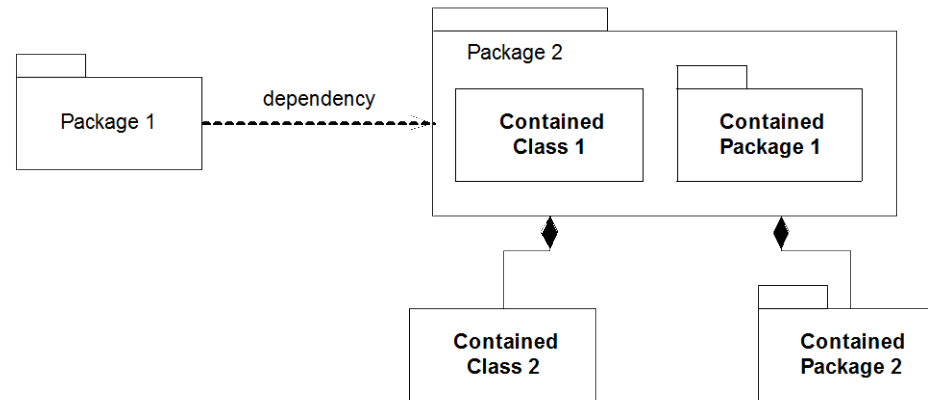 Package 2
dependency
Package 1
Contained
Class 1
Contained
Package 1
Contained
Class 2
Contained
Package 2